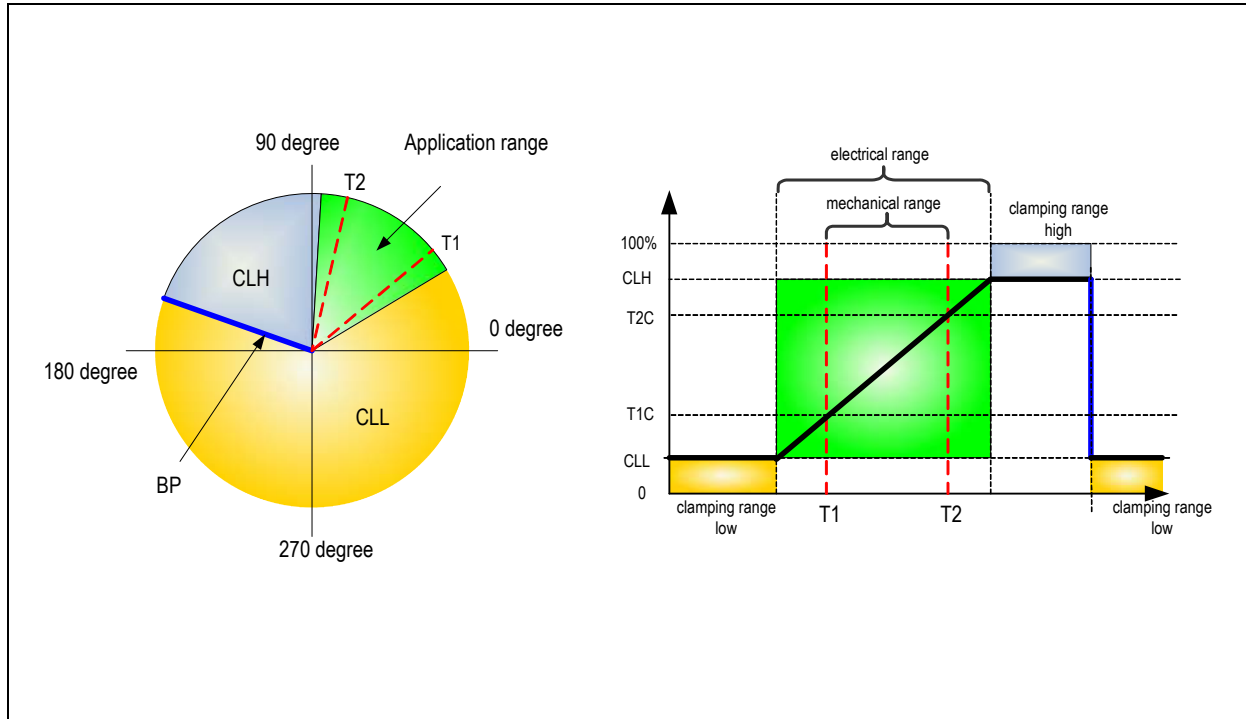 90 degree
Application range
T2
T1
CLH
0 degree
180 degree
CLL
BP
270 degree
electrical range
mechanical range
clamping range
high
100%
CLH
T2C
T1C
CLL
0
clamping range
low
T1
T2
clamping range
low